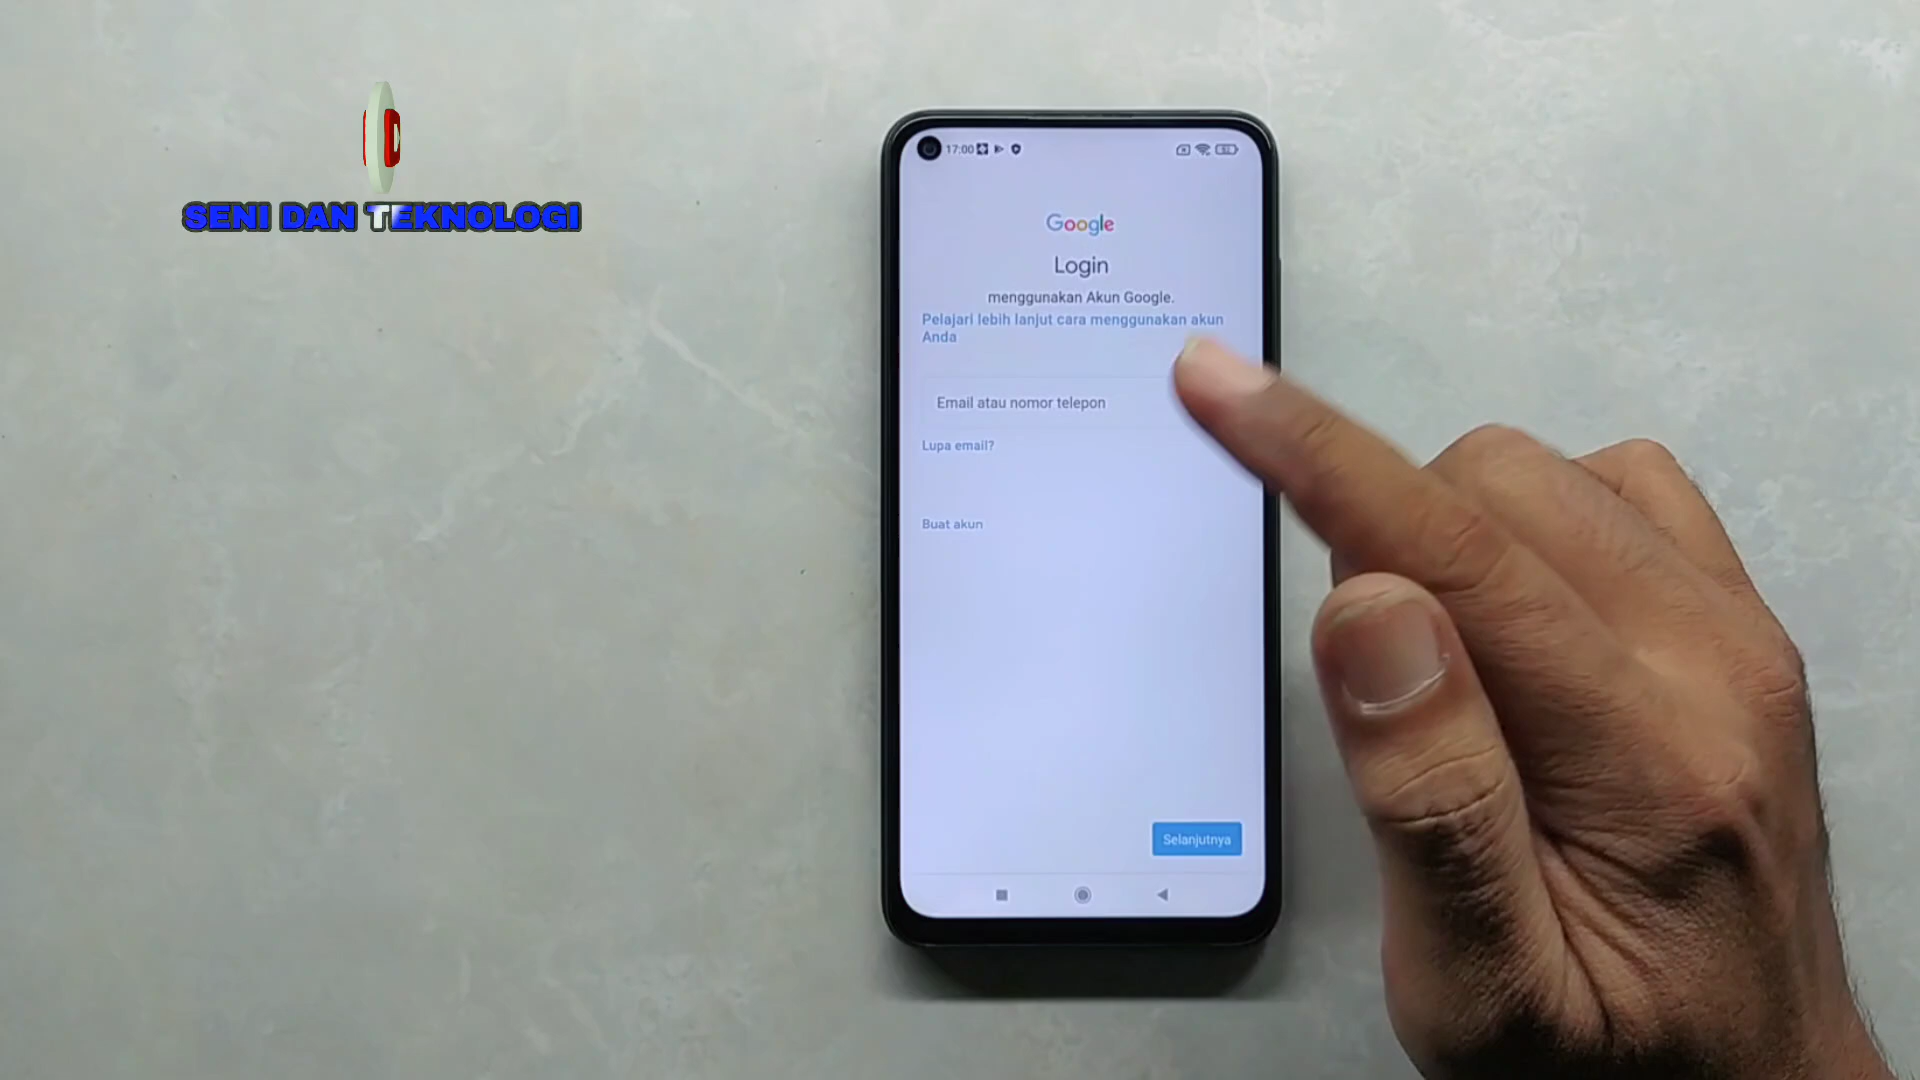 SENI DAN TEKNOLOGI
17:00
Google
Login
menggunakan Akun Google.
Pelajari lebih lanjut cara menggunakan akun
Anda
Email atau nomor telepon
Lupa email?
Buat akun
Selanjutnya